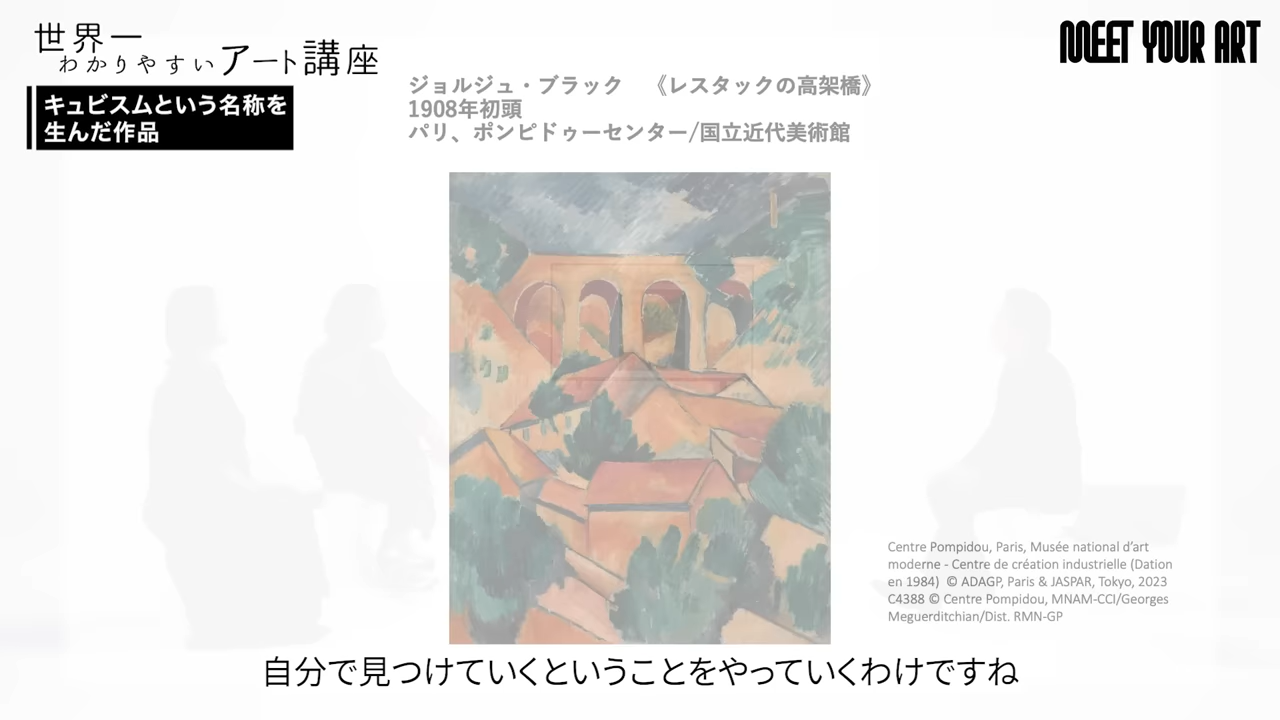 世界一
わかりやすいアート講座
MEET YOUR ART
キュビスムという名称を
生んだ作品
ジョルジュ・ブラック 《レスタックの高架橋》
1908年初頭
パリ、ポンピドゥーセンター/国立近代美術館
Centre Pompidou, Paris, Musée national d'art
moderne - Centre de création industrielle (Dation
en 1984) © ADAGP, Paris & JASPAR, Tokyo, 2023
C4388 © Centre Pompidou, MNAM-CCI/Georges
Meguerditchian/Dist. RMN-GP
自分で見つけていくということをやっていくわけですね